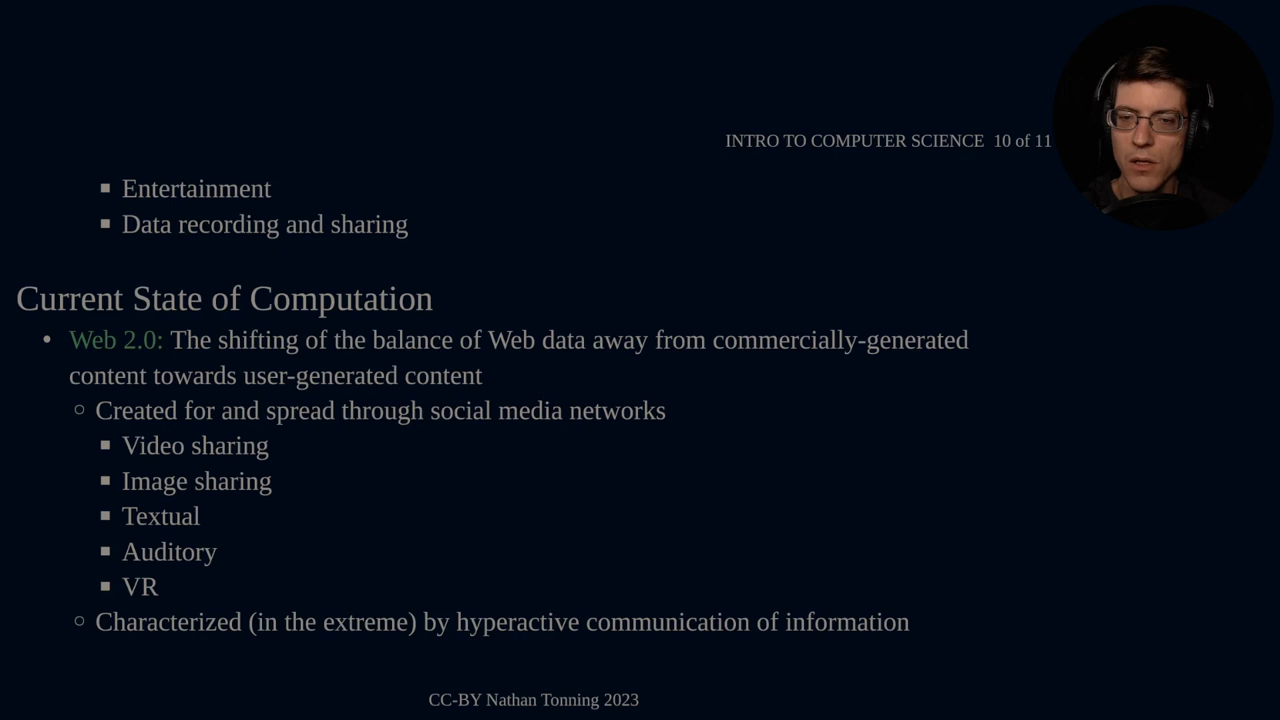 INTRO TO COMPUTER SCIENCE 10 of 11
▪ Entertainment
▪ Data recording and sharing
Current State of Computation
• Web 2.0: The shifting of the balance of Web data away from commercially-generated
content towards user-generated content
○ Created for and spread through social media networks
▪ Video sharing
▪ Image sharing
▪ Textual
▪ Auditory
▪ VR
○ Characterized (in the extreme) by hyperactive communication of information
CC-BY Nathan Tonning 2023